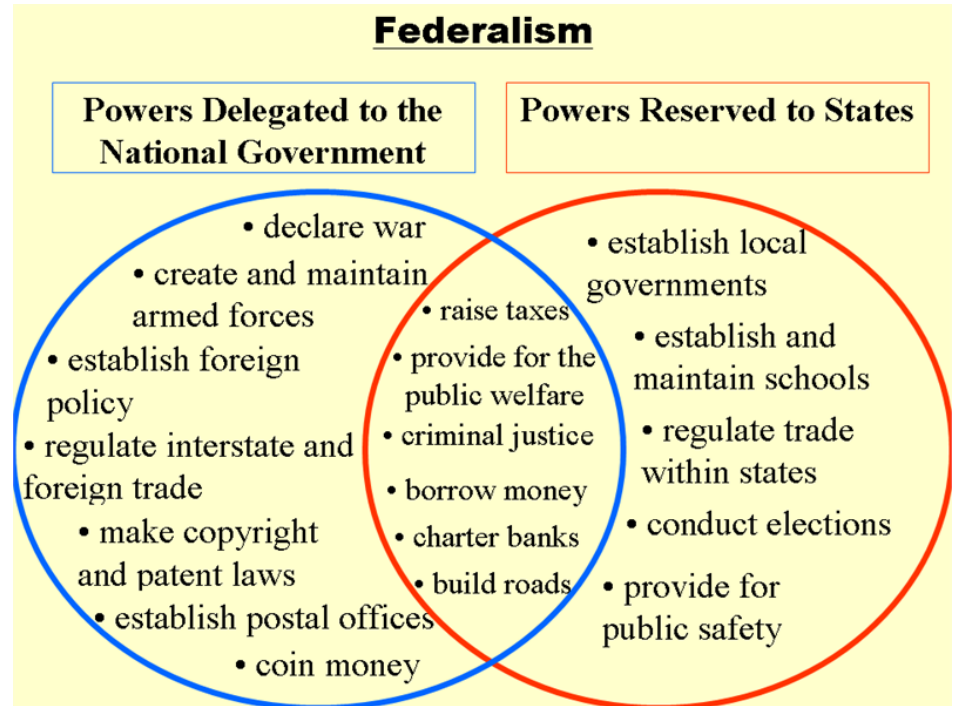 Federalism
Powers Delegated to the
National Government
Powers Reserved to States
• declare war
• create and maintain
armed forces
• establish foreign
policy
• regulate interstate and
foreign trade
• make copyright
and patent laws
• establish postal offices
• coin money
• raise taxes
• provide for the
public welfare
• criminal justice
• borrow money
• charter banks
• build roads
• establish local
governments
• establish and
maintain schools
• regulate trade
within states
• conduct elections
• provide for
public safety